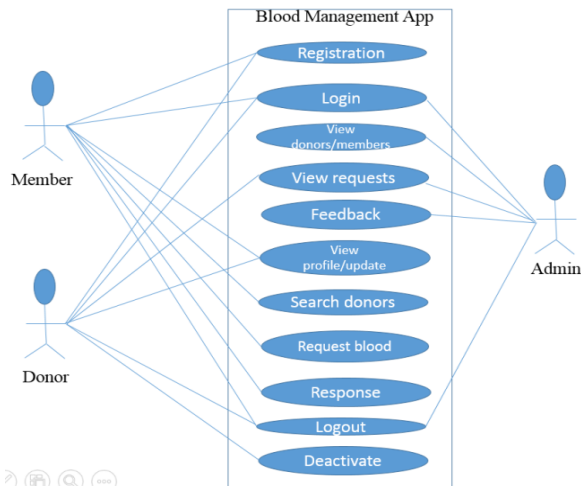 Blood Management App
Registration
Login
View
donors/members
View requests
Feedback
View
profile/update
Search donors
Request blood
Response
Logout
Deactivate
Member
Donor
Admin